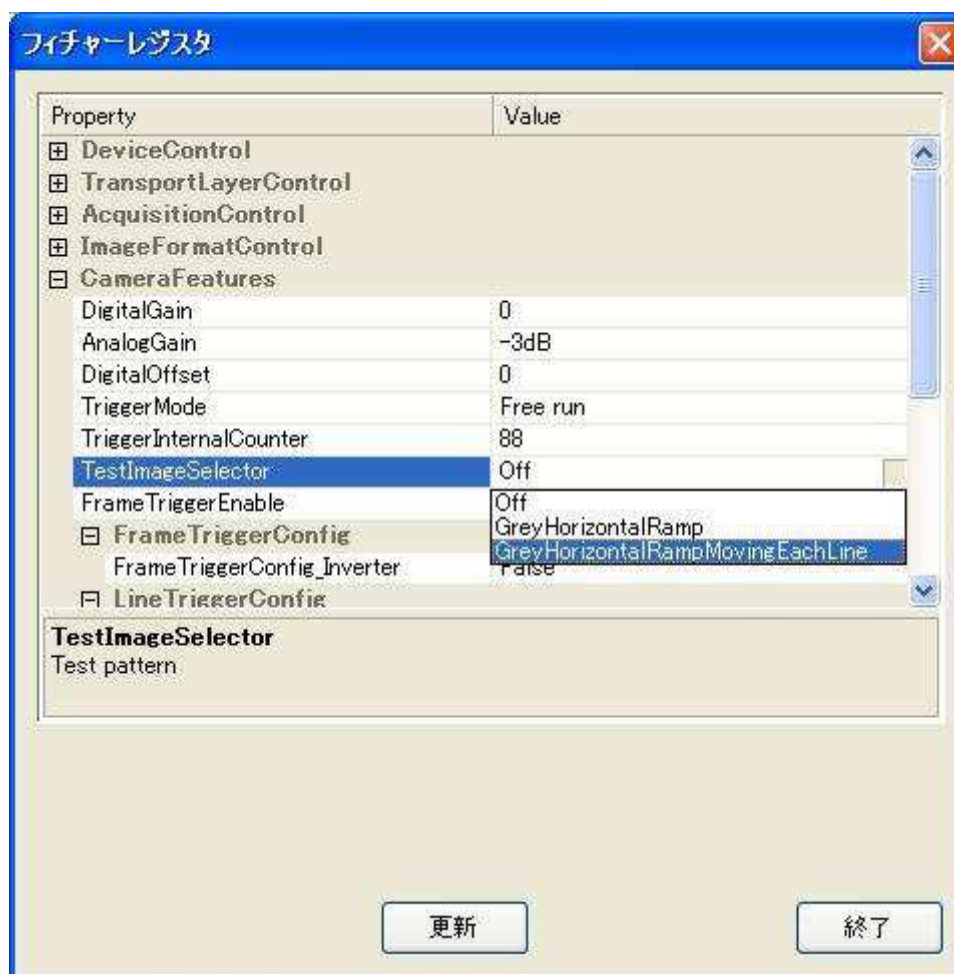 フィチャーレジスタ
Property Value
DeviceControl
TransportLayerControl
AcquisitionControl
ImageFormatControl
CameraFeatures
DigitalGain 0
AnalogGain -3dB
DigitalOffset 0
TriggerMode Free run
TriggerInternalCounter 88
TestImageSelector Off
FrameTriggerEnable
Off
GreyHorizontalRamp
GreyHorizontalRampMovingEachLine
FrameTriggerConfig
FrameTriggerConfig_Inverter False
LineTriggerConfig
TestImageSelector
Test pattern
更新 終了